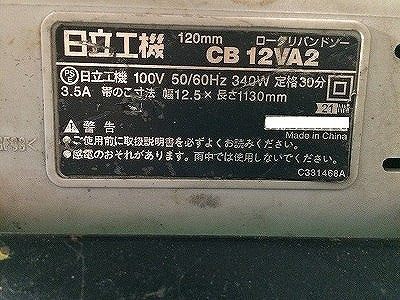 日立工機 120mm ロータリバンドソー
CB 12VA2
PS E 日立工機 100V 50/60Hz 340W 定格30分
3.5A 帯のこ寸法 幅12.5×長さ1130mm
21
警告
Made in China
●ご使用前に取扱説明書を必ずよくお読みください。
●感電のおそれがあります。雨中では使用しないでください。
C331468A